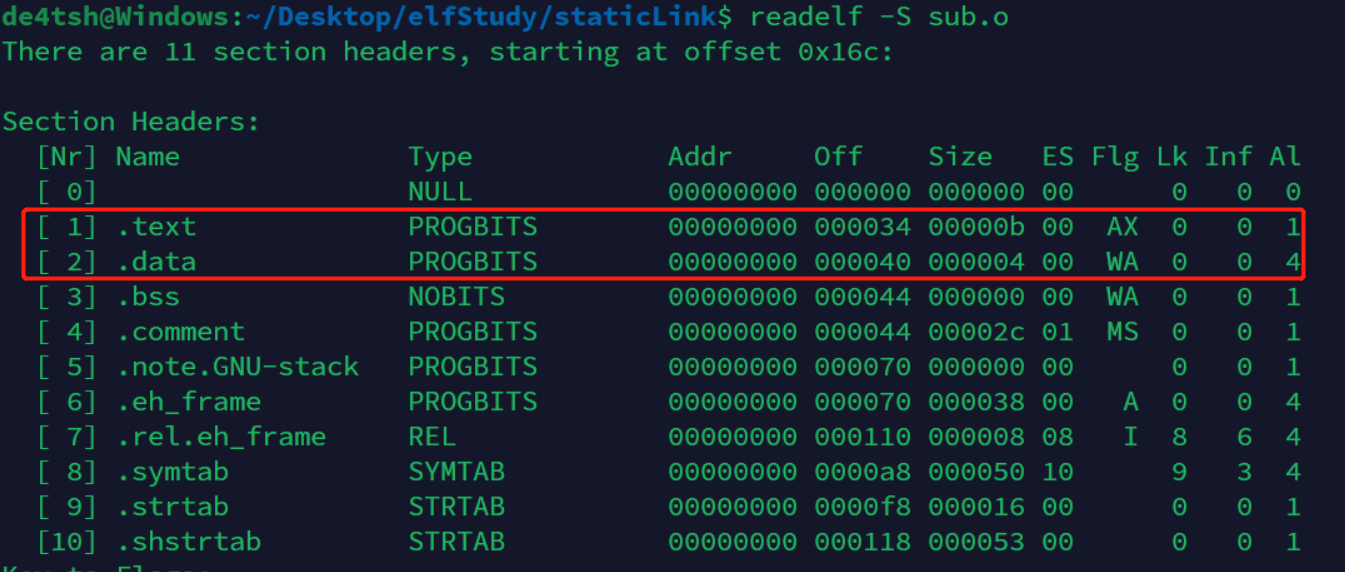 de4tsh@Windows:~/Desktop/elfStudy/staticLink$ readelf -S sub.o
There are 11 section headers, starting at offset 0x16c:
Section Headers:
[Nr] Name Type Addr Off Size ES Flg Lk Inf Al
[ 0] NULL 00000000 000000 000000 00 0 0 0
[ 1] .text PROGBITS 00000000 000034 00000b 00 AX 0 0 1
[ 2] .data PROGBITS 00000000 000040 000004 00 WA 0 0 4
[ 3] .bss NOBITS 00000000 000044 000000 00 WA 0 0 1
[ 4] .comment PROGBITS 00000000 000044 00002c 01 MS 0 0 1
[ 5] .note.GNU-stack PROGBITS 00000000 000070 000000 00 0 0 1
[ 6] .eh_frame PROGBITS 00000000 000070 000038 00 A 0 0 4
[ 7] .rel.eh_frame REL 00000000 000110 000008 08 I 8 6 4
[ 8] .symtab SYMTAB 00000000 0000a8 000050 10 9 3 4
[ 9] .strtab STRTAB 00000000 0000f8 000016 00 0 0 1
[10] .shstrtab STRTAB 00000000 000118 000053 00 0 0 1